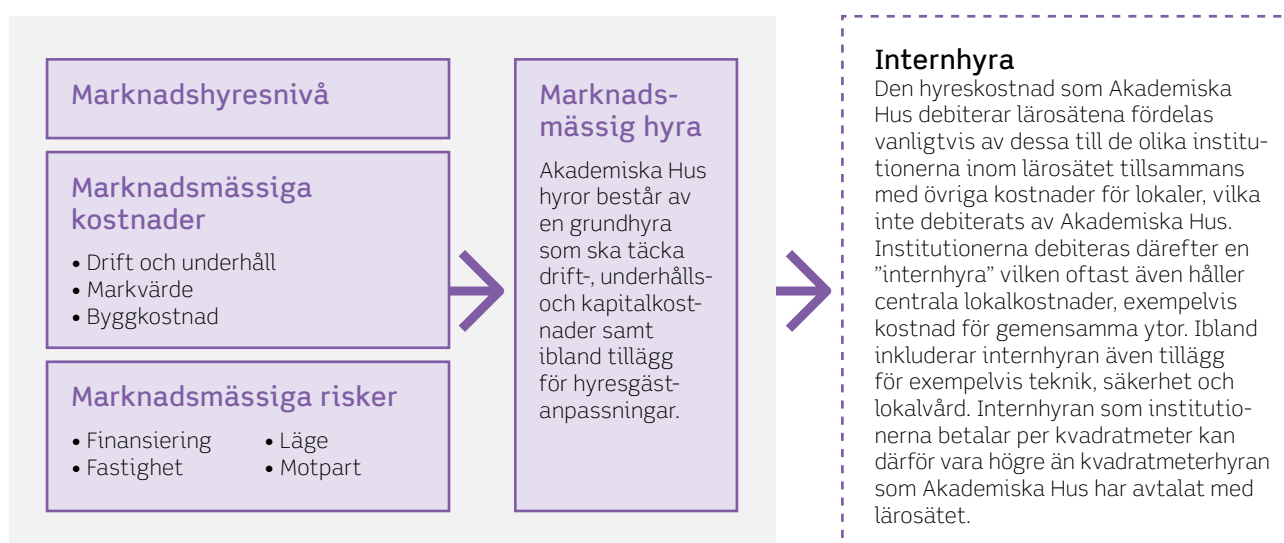 Marknadshyresnivå
Marknadsmässiga
kostnader
• Drift och underhåll
• Markvärde
• Byggkostnad
Marknadsmässiga risker
• Finansiering
• Fastighet
• Läge
• Motpart
Marknads-
mässig hyra
Akademiska Hus
hyror består av
en grundhyra
som ska täcka
drift-, underhålls-
och kapitalkost-
nader samt
ibland tillägg
för hyresgäst-
anpassningar.
Internhyra
Den hyreskostnad som Akademiska
Hus debiterar lärosätena fördelas
vanligtvis av dessa till de olika institu-
tionerna inom lärosätet tillsammans
med övriga kostnader för lokaler, vilka
inte debiterats av Akademiska Hus.
Institutionerna debiteras därefter en
”internhyra” vilken oftast även håller
centrala lokalkostnader, exempelvis
kostnad för gemensamma ytor. Ibland
inkluderar internhyran även tillägg
för exempelvis teknik, säkerhet och
lokalvård. Internhyran som institutio-
nerna betalar per kvadratmeter kan
därför vara högre än kvadratmeterhyran
som Akademiska Hus har avtalat med
lärosätet.